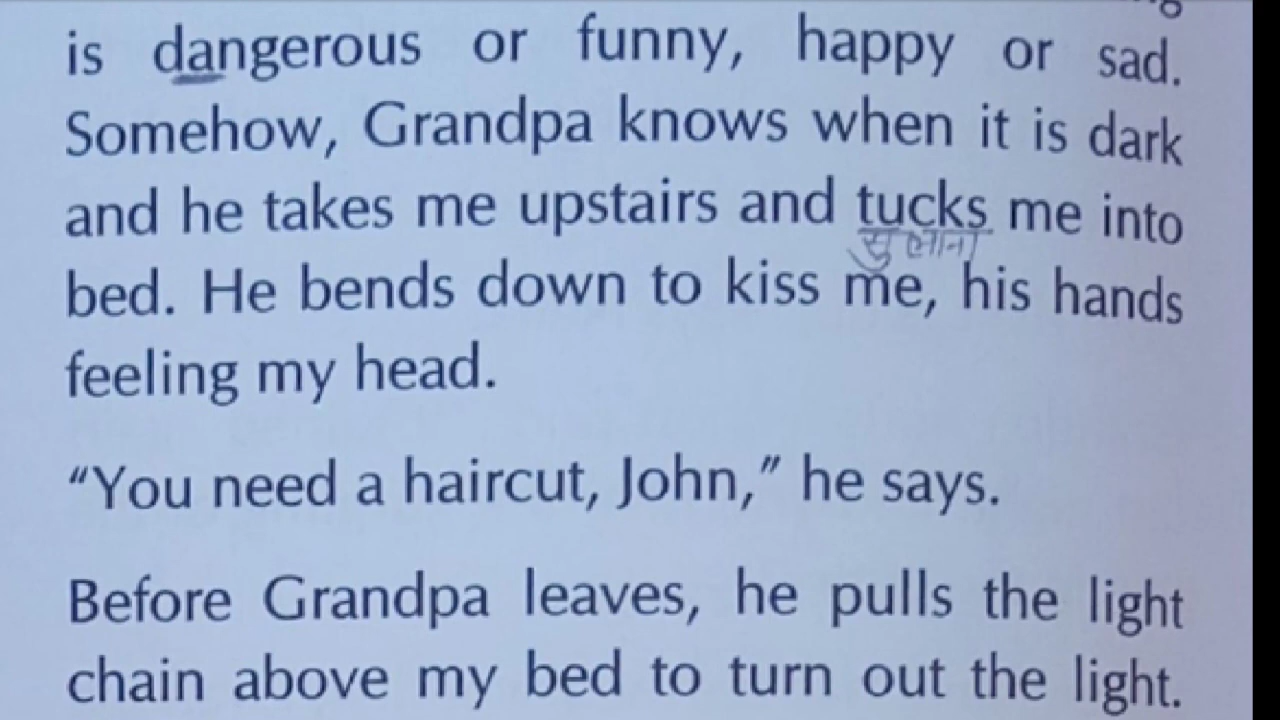 is dangerous or funny, happy or sad.
Somehow, Grandpa knows when it is dark
and he takes me upstairs and tucks me into
सुलाना
bed. He bends down to kiss me, his hands
feeling my head.
“You need a haircut, John,” he says.
Before Grandpa leaves, he pulls the light
chain above my bed to turn out the light.